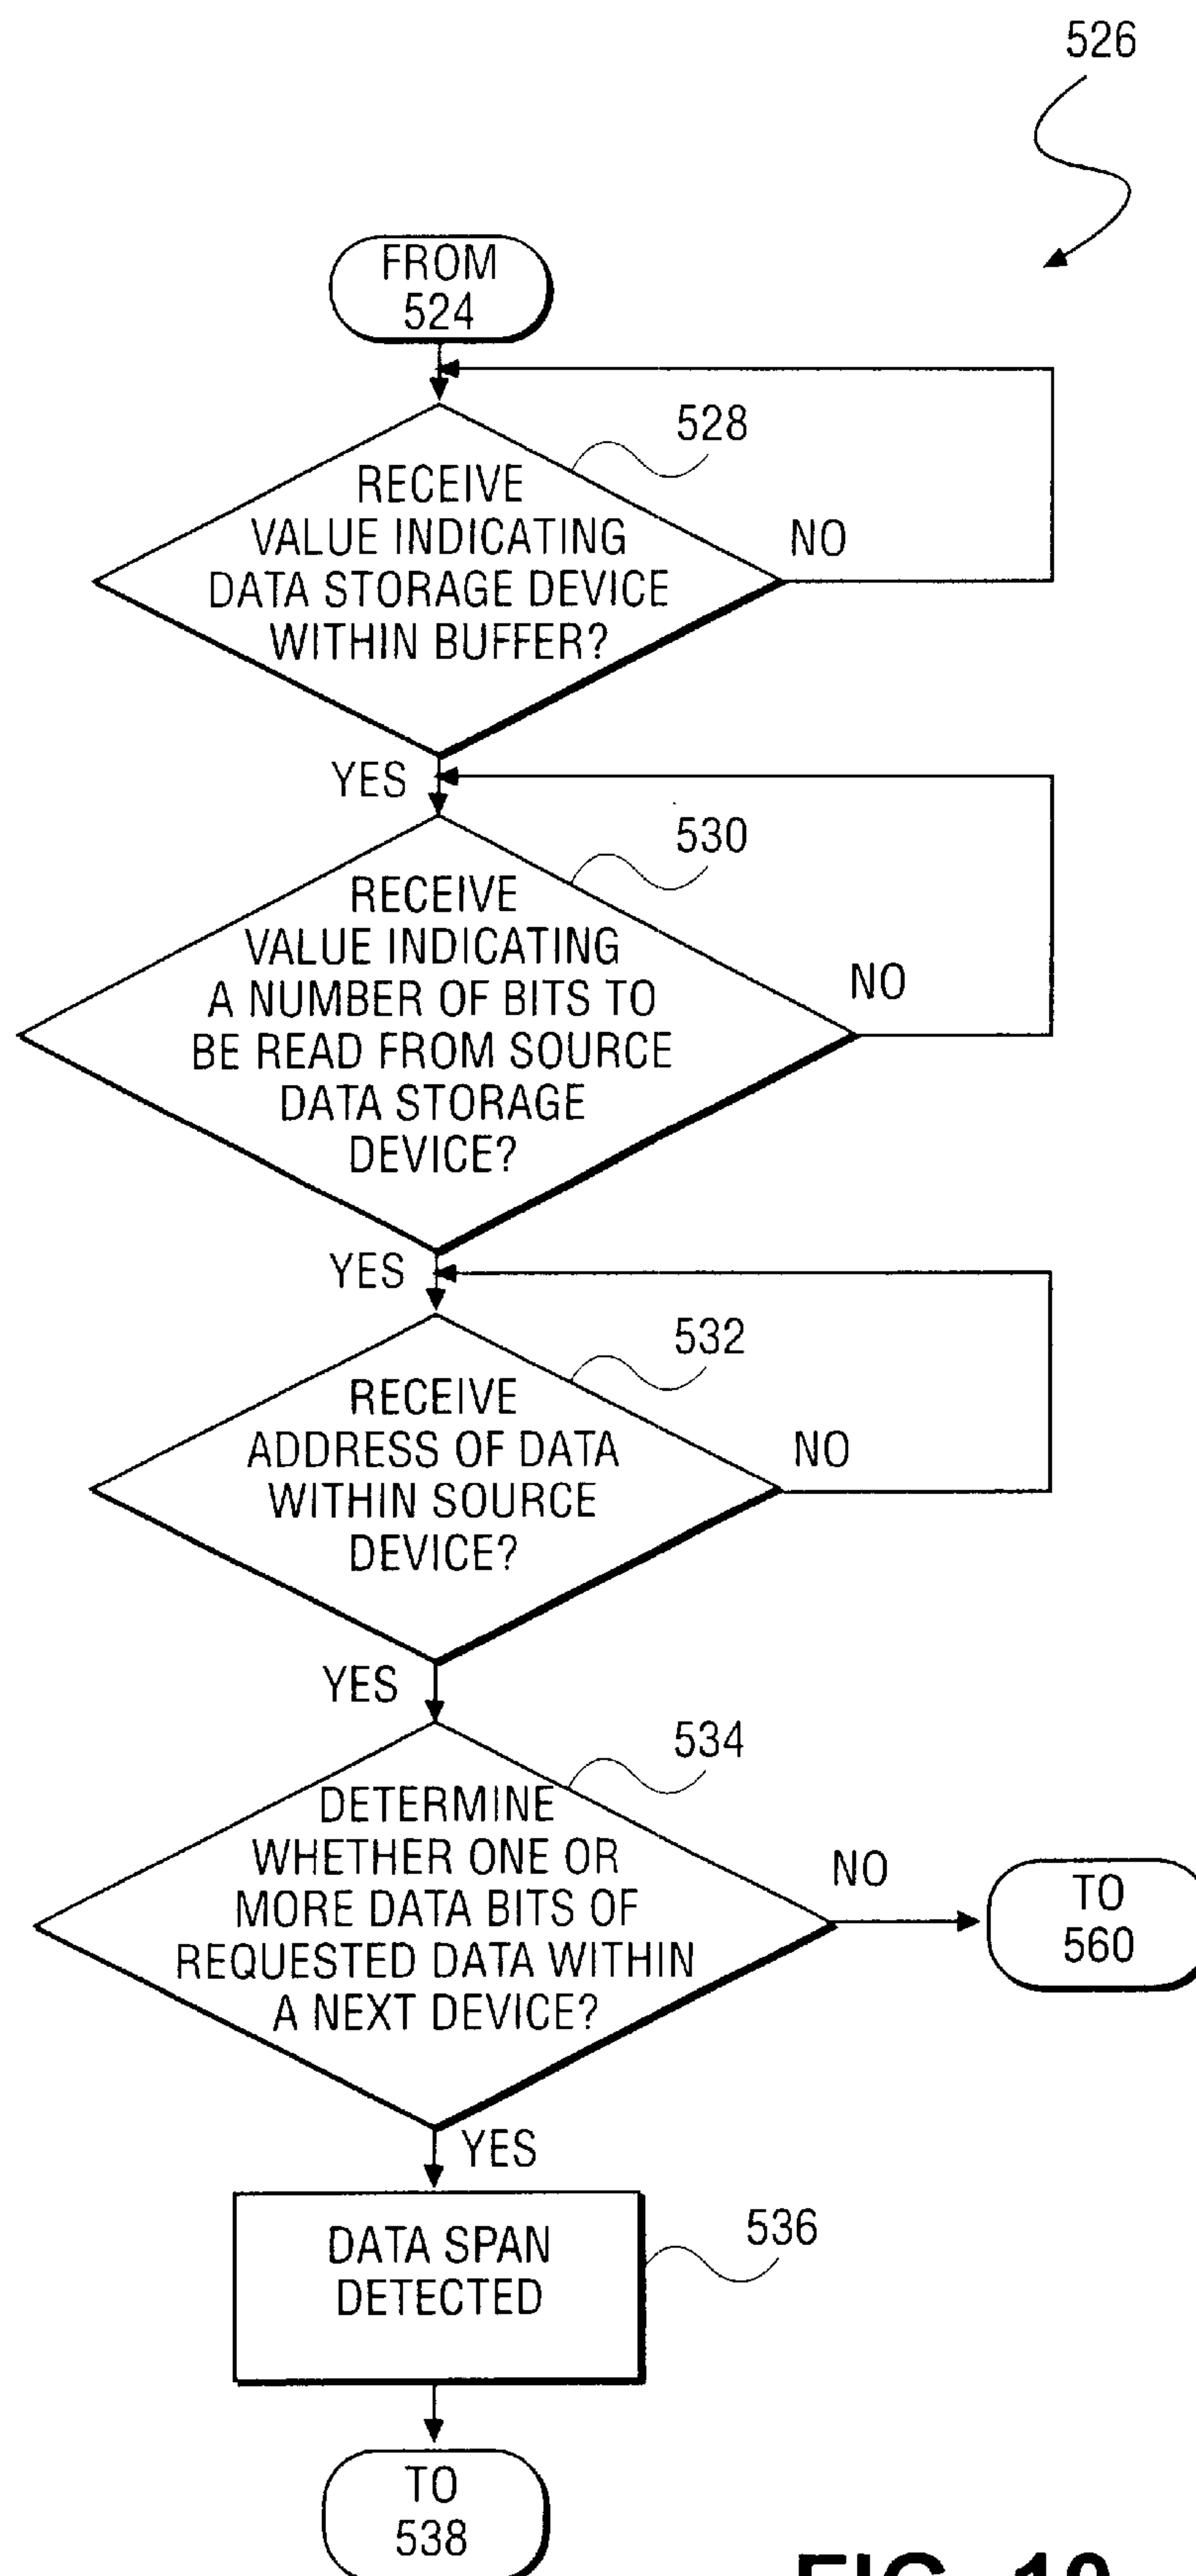 526
FROM
524
528
RECEIVE
VALUE INDICATING
DATA STORAGE DEVICE
WITHIN BUFFER?
NO
YES
530
RECEIVE
VALUE INDICATING
A NUMBER OF BITS TO
BE READ FROM SOURCE
DATA STORAGE
DEVICE?
NO
YES
532
RECEIVE
ADDRESS OF DATA
WITHIN SOURCE
DEVICE?
NO
YES
534
DETERMINE
WHETHER ONE OR
MORE DATA BITS OF
REQUESTED DATA WITHIN
A NEXT DEVICE?
NO
TO
560
YES
536
DATA SPAN
DETECTED
TO
538
FIG.